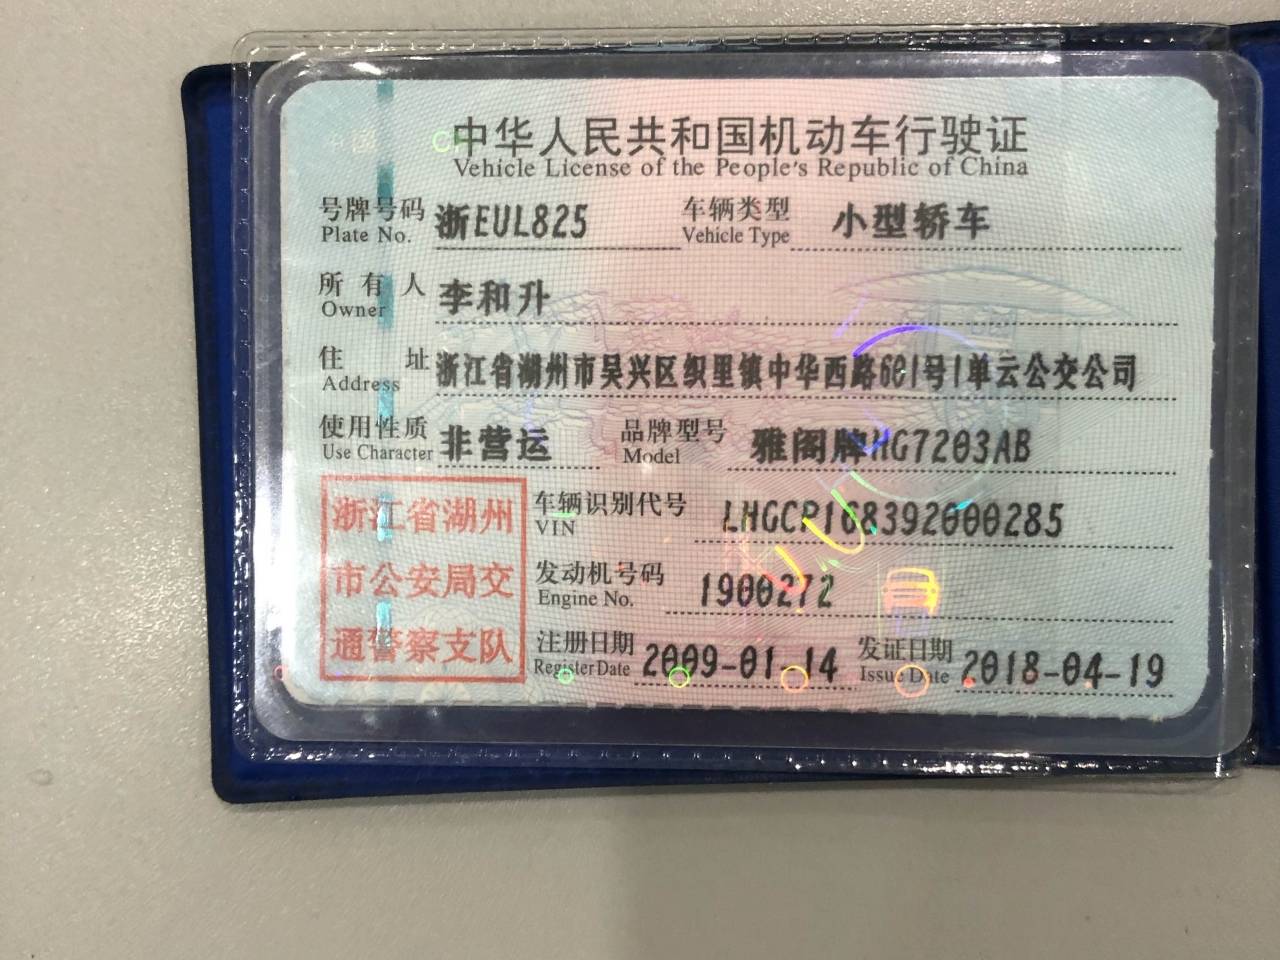 中华人民共和国机动车行驶证
Vehicle License of the People's Republic of China
号牌号码 浙EUL825 车辆类型 小型轿车
Plate No. Vehicle Type
所有人 李和升
Owner
住址 浙江省湖州市吴兴区织里镇中华西路601号1单云公交公司
Address
使用性质 非营运 品牌型号 雅阁牌HG7203AB
Use Character Model
浙江省湖州 车辆识别代号 LHGCP168392000285
VIN
市公安局交 发动机号码 1900272
Engine No.
通警察支队 注册日期 2009-01-14 发证日期 2018-04-19
Register Date Issue Date